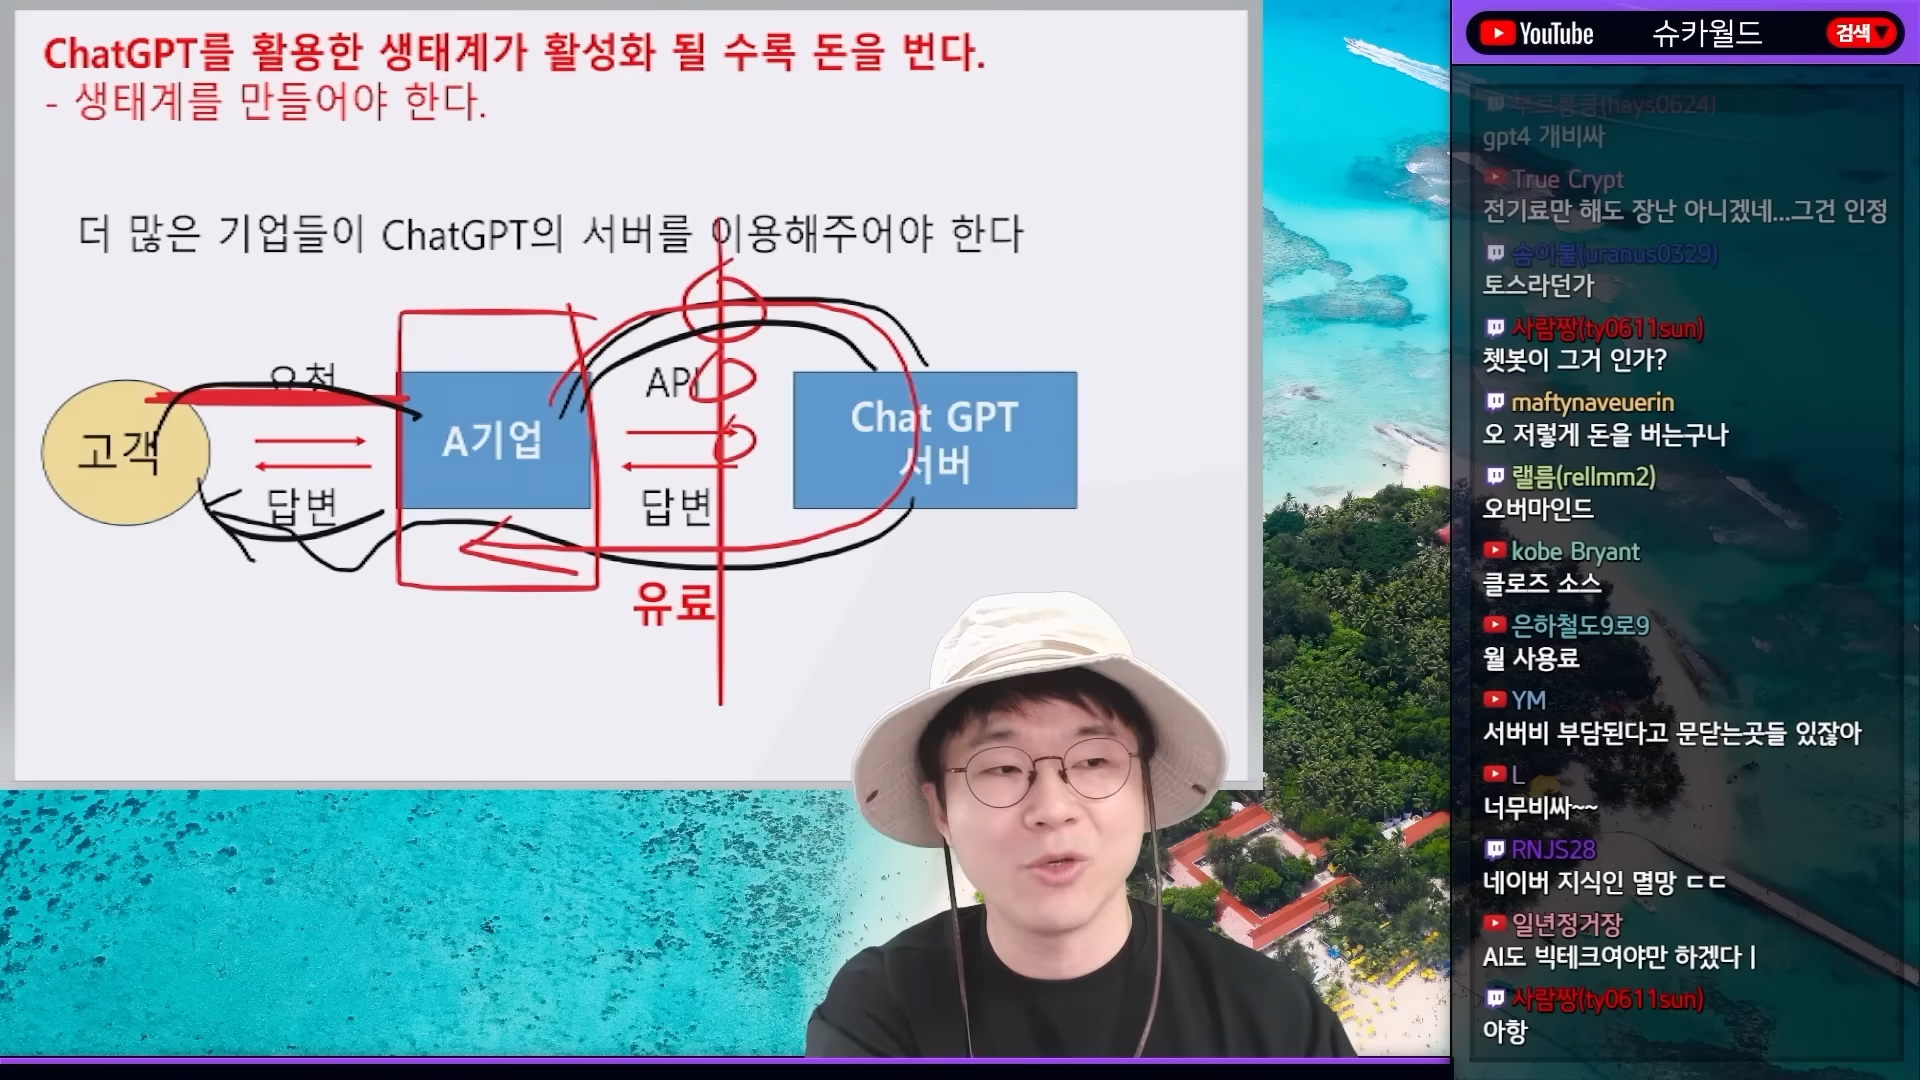 ChatGPT를 활용한 생태계가 활성화 될 수록 돈을 번다.
- 생태계를 만들어야 한다.
더 많은 기업들이 ChatGPT의 서버를 이용해주어야 한다
고객
요청
답변
A기업
API
답변
유료
Chat GPT
서버
YouTube 슈카월드 검색
(hays0624)
gpt4 개비싸
True Crypt
전기료만 해도 장난 아니겠네...그건 인정
솜이불(uranus0329)
토스라던가
사람짱(ty0611sun)
쳇봇이 그거 인가?
maftynaveuerin
오 저렇게 돈을 버는구나
랠름(rellmm2)
오버마인드
kobe Bryant
클로즈 소스
은하철도9로9
월 사용료
YM
서버비 부담된다고 문닫는곳들 있잖아
L
너무비싸~~
RNJS28
네이버 지식인 멸망 ㄷㄷ
일년정거장
AI도 빅테크여야만 하겠다 |
사람짱(ty0611sun)
아항